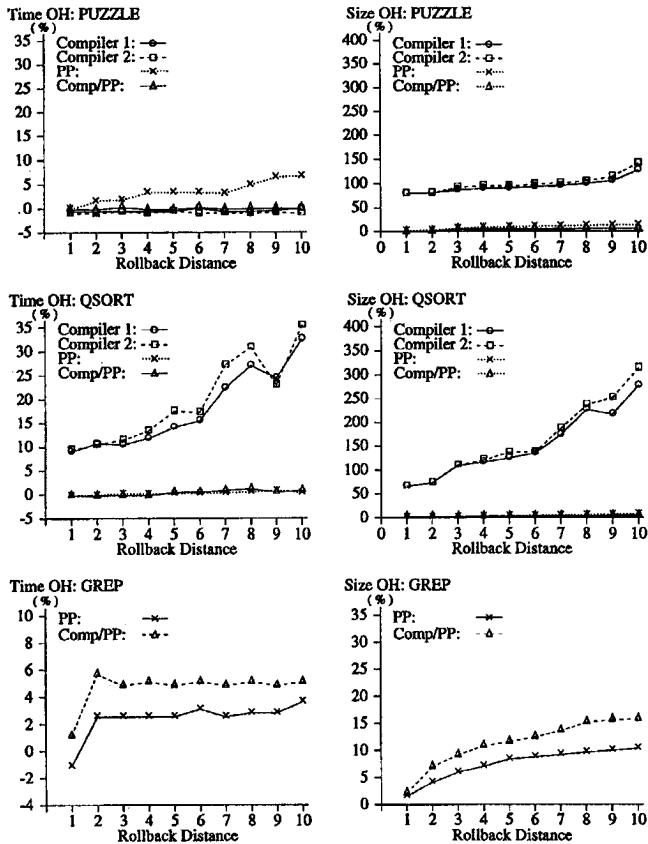 Time OH: PUZZLE
(%)
35
30
25
20
15
10
5
0
-5
Compiler 1:
Compiler 2:
PP:
Comp/PP:
1 2 3 4 5 6 7 8 9 10
Rollback Distance
Size OH: PUZZLE
(%)
400
350
300
250
200
150
100
50
0
Compiler 1:
Compiler 2:
PP:
Comp/PP:
0 1 2 3 4 5 6 7 8 9 10
Rollback Distance
Time OH: QSORT
(%)
35
30
25
20
15
10
5
0
-5
Compiler 1:
Compiler 2:
PP:
Comp/PP:
1 2 3 4 5 6 7 8 9 10
Rollback Distance
Size OH: QSORT
(%)
400
350
300
250
200
150
100
50
0
Compiler 1:
Compiler 2:
PP:
Comp/PP:
0 1 2 3 4 5 6 7 8 9 10
Rollback Distance
Time OH: GREP
(%)
10
8
6
4
2
0
-2
-4
PP:
Comp/PP:
1 2 3 4 5 6 7 8 9 10
Rollback Distance
Size OH: GREP
(%)
35
30
25
20
15
10
5
0
PP:
Comp/PP:
1 2 3 4 5 6 7 8 9 10
Rollback Distance